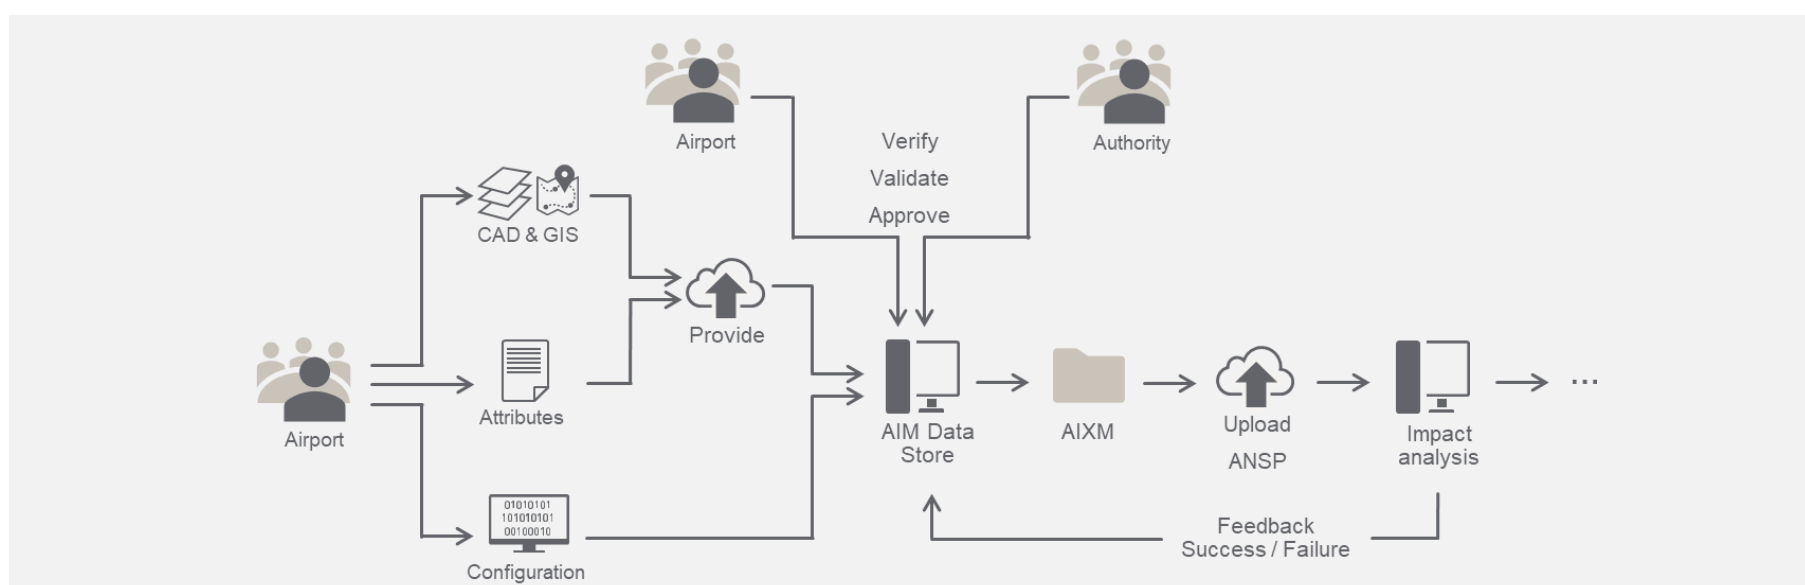 Airport
Authority
Verify
Validate
Approve
CAD & GIS
Provide
Attributes
Airport
AIM Data
Store
AIXM
Upload
ANSP
Impact
analysis
...
01010101
101010101
00100010
Configuration
Feedback
Success / Failure